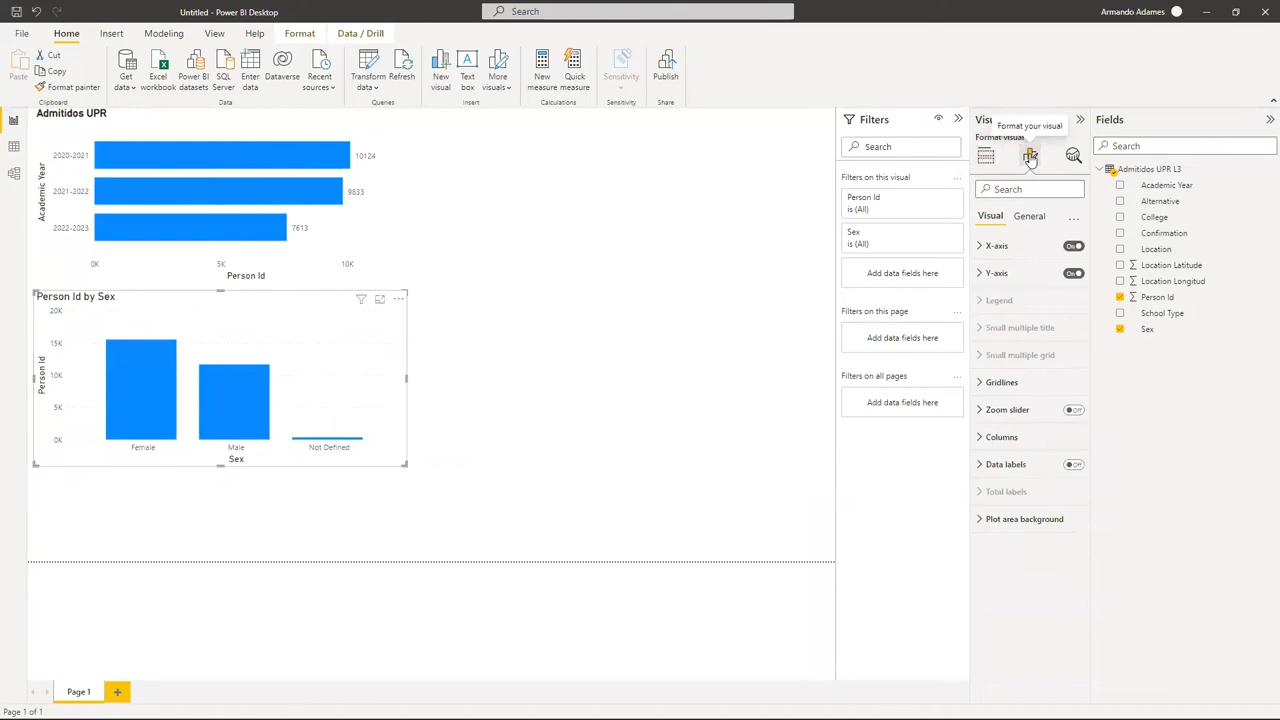 Untitled - Power BI Desktop
Search
Armando Adames
File
Home
Insert
Modeling
View
Help
Format
Data / Drill
Paste
Cut
Copy
Format painter
Clipboard
Get data
Excel workbook
Power BI datasets
SQL Server
Enter data
Dataverse
Recent sources
Data
Transform data
Refresh
Queries
New visual
Text box
More visuals
Insert
New measure
Quick measure
Calculations
Sensitivity
Sensitivity
Publish
Share
Admitidos UPR
Academic Year
2020-2021
10124
2021-2022
9833
2022-2023
7613
0K
5K
10K
Person Id
Person Id by Sex
Person Id
20K
15K
10K
5K
0K
Female
Male
Not Defined
Sex
Filters
Search
Filters on this visual
Person Id
is (All)
Sex
is (All)
Add data fields here
Filters on this page
Add data fields here
Filters on all pages
Add data fields here
Visu
Format your visual
Format visual
Search
Visual
General
X-axis
On
Y-axis
On
Legend
Small multiple title
Small multiple grid
Gridlines
Zoom slider
Off
Columns
Data labels
Off
Total labels
Plot area background
Fields
Search
Admitidos UPR L3
Academic Year
Alternative
College
Confirmation
Location
Location Latitude
Location Longitud
Person Id
School Type
Sex
Page 1
Page 1 of 1